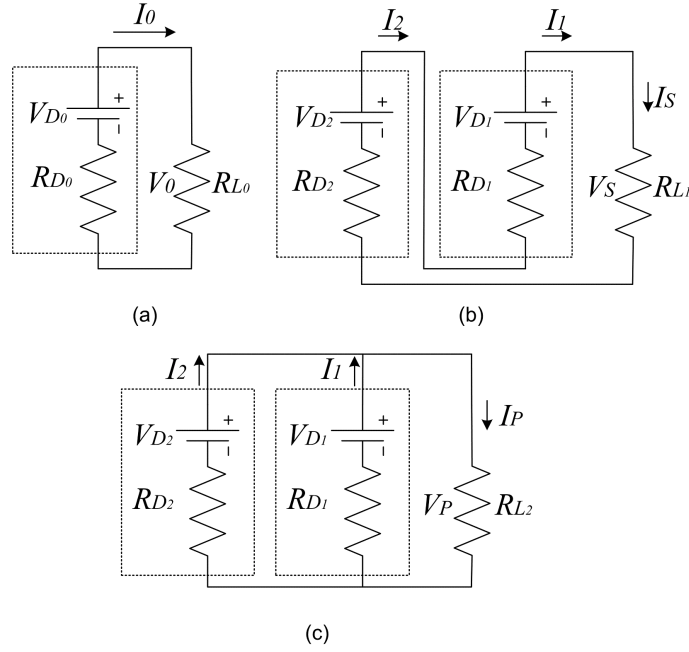 I0
VD0
+
-
RD0
V0
RL0
(a)
I2
I1
IS
VD2
+
-
RD2
VD1
+
-
RD1
VS
RL1
(b)
I2
I1
IP
VD2
+
-
RD2
VD1
+
-
RD1
VP
RL2
(c)